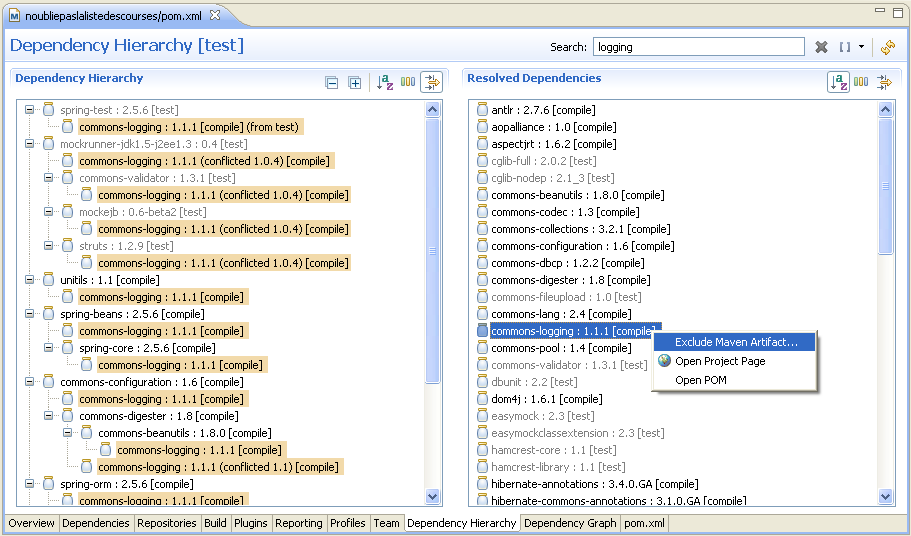 noubliepaslalistedescourses/pom.xml
Dependency Hierarchy [test]
Search: logging
Dependency Hierarchy
spring-test : 2.5.6 [test]
commons-logging : 1.1.1 [compile] (from test)
mockrunner-jdk1.5-j2ee1.3 : 0.4 [test]
commons-logging : 1.1.1 (conflicted 1.0.4) [compile]
commons-validator : 1.3.1 [test]
commons-logging : 1.1.1 (conflicted 1.0.4) [compile]
mockejb : 0.6-beta2 [test]
commons-logging : 1.1.1 (conflicted 1.0.4) [compile]
struts : 1.2.9 [test]
commons-logging : 1.1.1 (conflicted 1.0.4) [compile]
unitils : 1.1 [compile]
commons-logging : 1.1.1 [compile]
spring-beans : 2.5.6 [compile]
commons-logging : 1.1.1 [compile]
spring-core : 2.5.6 [compile]
commons-logging : 1.1.1 [compile]
commons-configuration : 1.6 [compile]
commons-logging : 1.1.1 [compile]
commons-digester : 1.8 [compile]
commons-beanutils : 1.8.0 [compile]
commons-logging : 1.1.1 [compile]
commons-logging : 1.1.1 (conflicted 1.1) [compile]
spring-orm : 2.5.6 [compile]
commons-logging : 1.1.1 [compile]
Resolved Dependencies
antlr : 2.7.6 [compile]
aopalliance : 1.0 [compile]
aspectjrt : 1.6.2 [compile]
cglib-full : 2.0.2 [test]
cglib-nodep : 2.1_3 [test]
commons-beanutils : 1.8.0 [compile]
commons-codec : 1.3 [compile]
commons-collections : 3.2.1 [compile]
commons-configuration : 1.6 [compile]
commons-dbcp : 1.2.2 [compile]
commons-digester : 1.8 [compile]
commons-fileupload : 1.0 [test]
commons-lang : 2.4 [compile]
commons-logging : 1.1.1 [compile]
commons-pool : 1.4 [compile]
commons-validator : 1.3.1 [test]
dbunit : 2.2 [test]
dom4j : 1.6.1 [compile]
easymock : 2.3 [test]
easymockclassextension : 2.3 [test]
hamcrest-core : 1.1 [test]
hamcrest-library : 1.1 [test]
hibernate-annotations : 3.4.0.GA [compile]
hibernate-commons-annotations : 3.1.0.GA [compile]
Exclude Maven Artifact...
Open Project Page
Open POM
Overview Dependencies Repositories Build Plugins Reporting Profiles Team Dependency Hierarchy Dependency Graph pom.xml